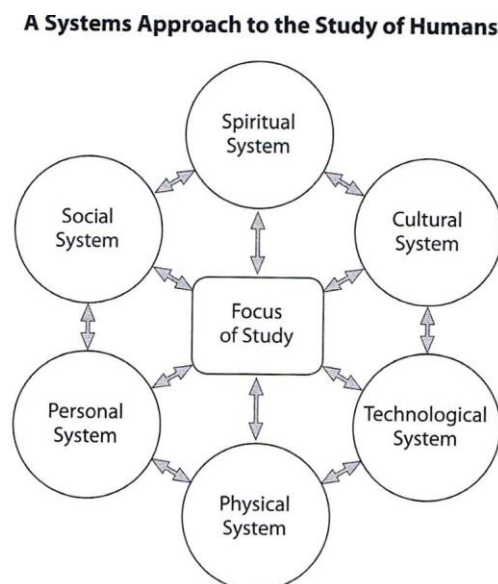 A Systems Approach to the Study of Humans
Spiritual
System
Social
System
Cultural
System
Focus
of Study
Personal
System
Technological
System
Physical
System